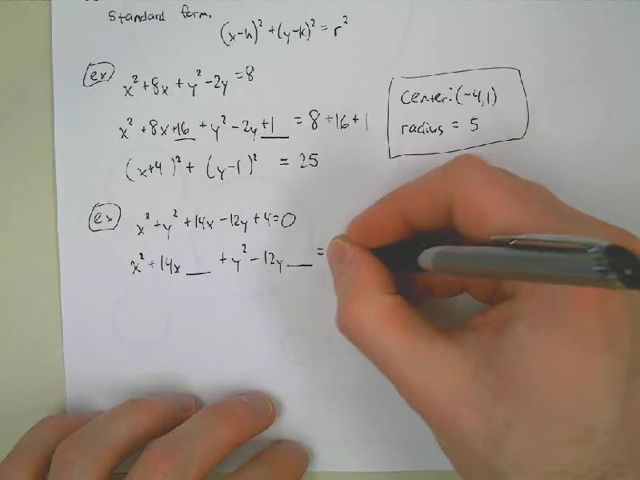 Standard form.
(x-h)² + (y-k)² = r²
ex x² + 8x + y² - 2y = 8
x² + 8x + 16 + y² - 2y + 1 = 8 + 16 + 1
(x+4)² + (y-1)² = 25
center: (-4,1)
radius = 5
ex x² + y² + 14x - 12y + 4 = 0
x² + 14x __ + y² - 12y __ =